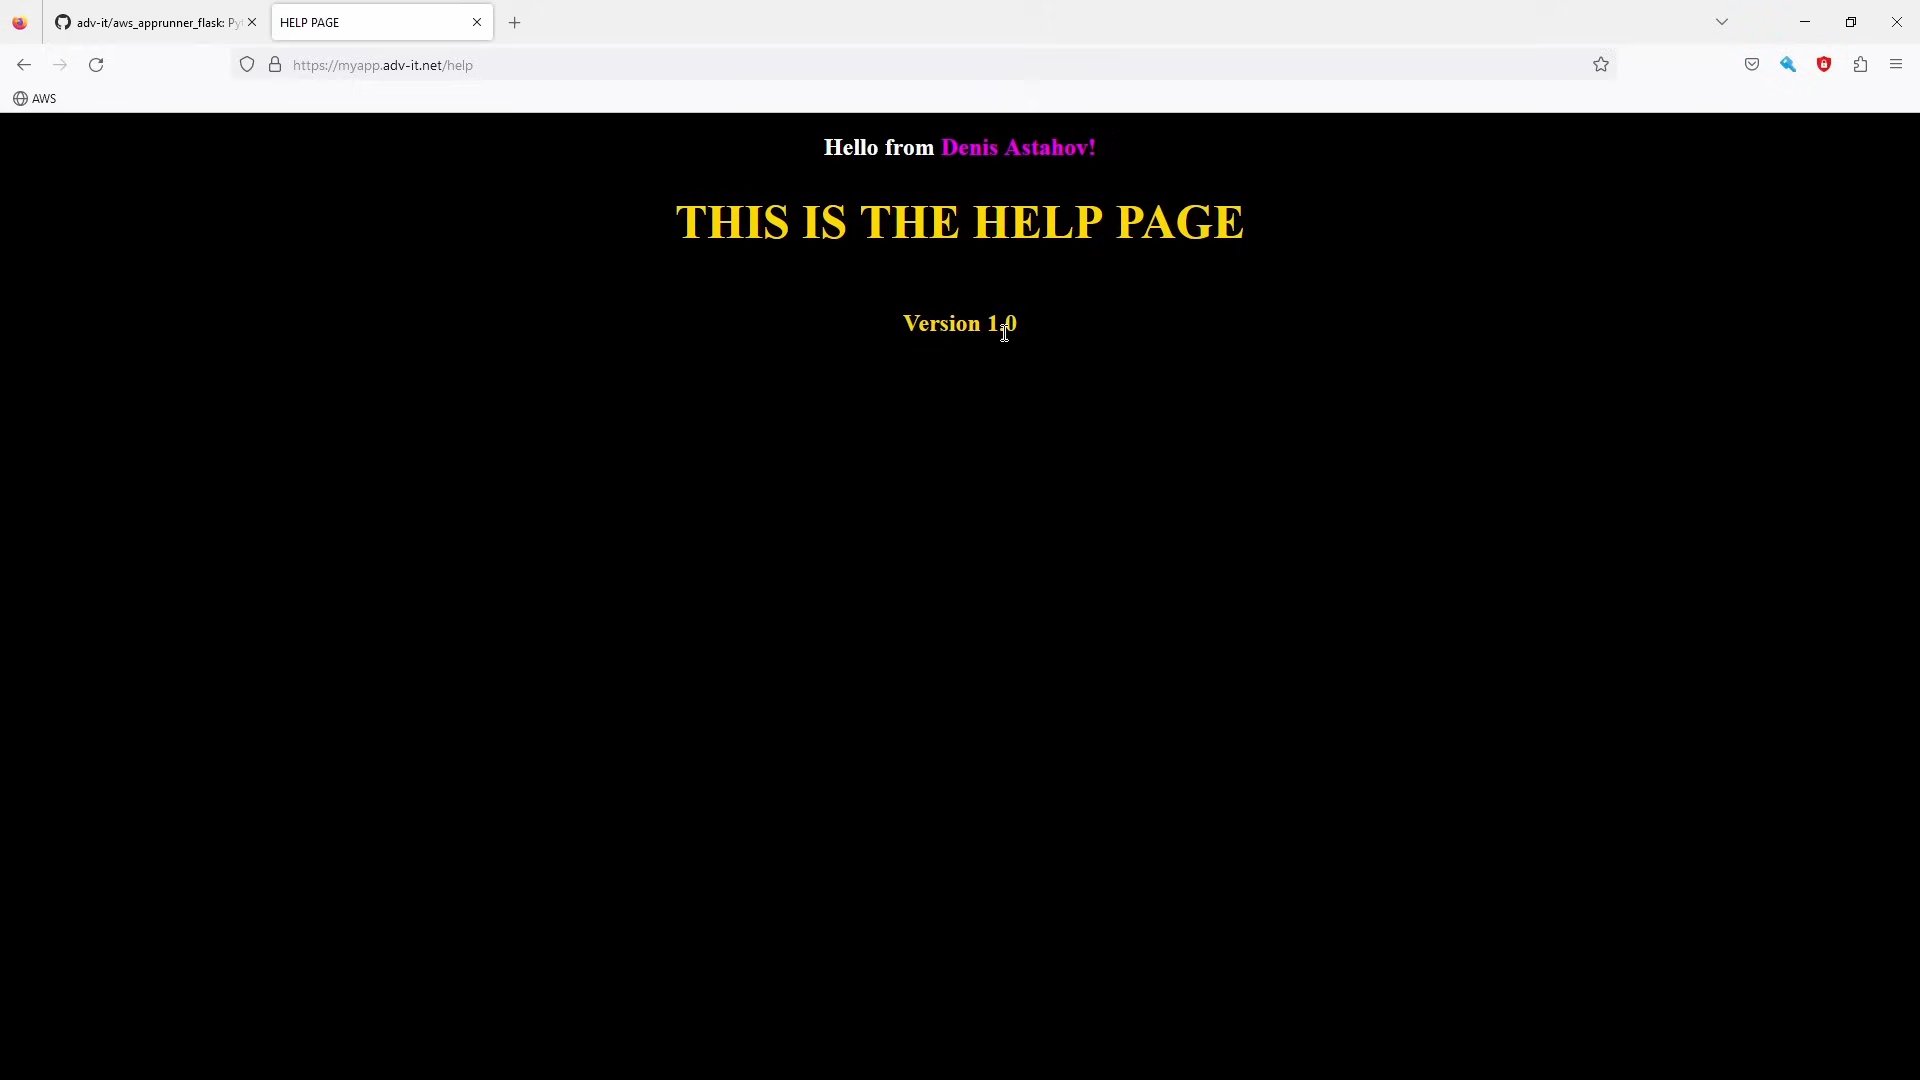 adv-it/aws_apprunner_flask: Py
HELP PAGE
https://myapp.adv-it.net/help
AWS
Hello from Denis Astahov!
THIS IS THE HELP PAGE
Version 1.0